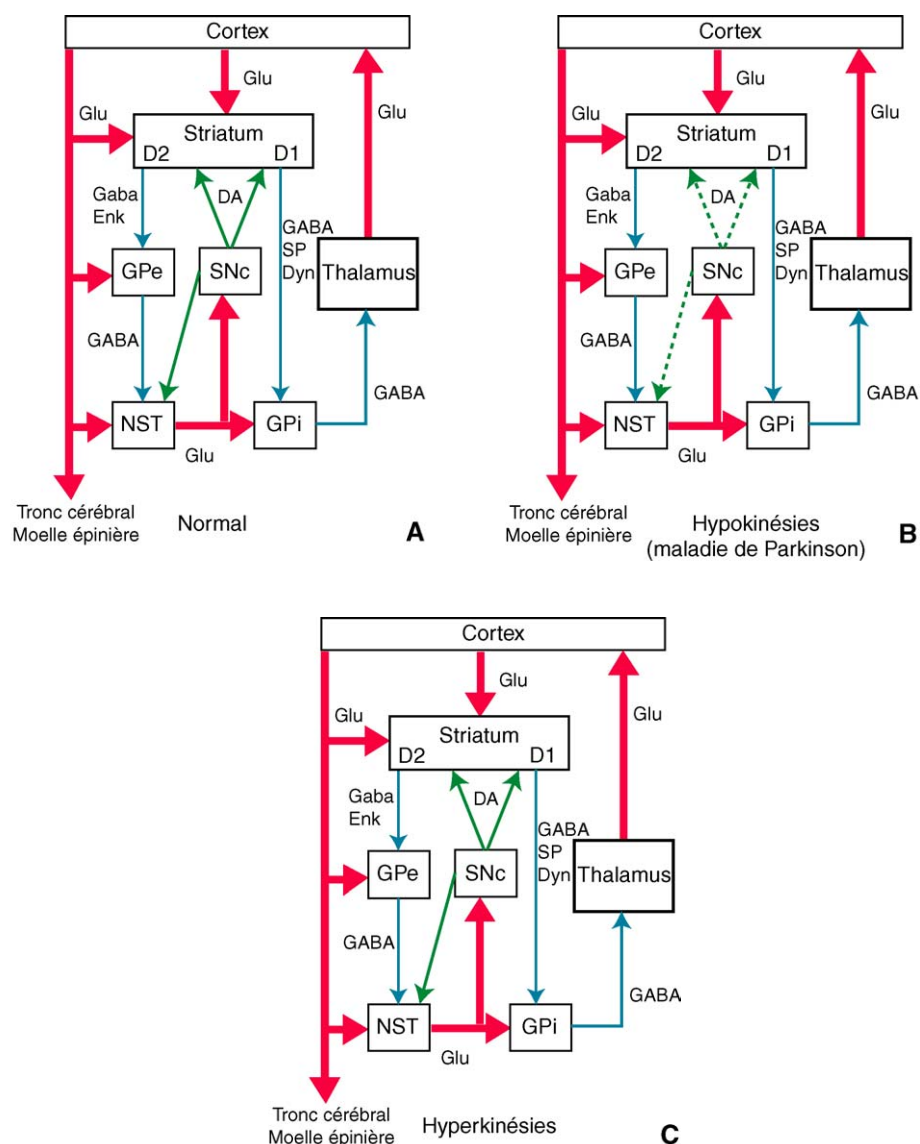 Cortex
Glu
Glu
Glu
Striatum
D2
D1
Gaba
Enk
DA
GABA
SP
Dyn
GPe
SNc
Thalamus
GABA
GABA
NST
GPi
Glu
Tronc cérébral
Moelle épinière
Normal
A
Cortex
Glu
Glu
Glu
Striatum
D2
D1
Gaba
Enk
DA
GABA
SP
Dyn
GPe
SNc
Thalamus
GABA
GABA
NST
GPi
Glu
Tronc cérébral
Moelle épinière
Hypokinésies
(maladie de Parkinson)
B
Cortex
Glu
Glu
Glu
Striatum
D2
D1
Gaba
Enk
DA
GABA
SP
Dyn
GPe
SNc
Thalamus
GABA
GABA
NST
GPi
Glu
Tronc cérébral
Moelle épinière
Hyperkinésies
C